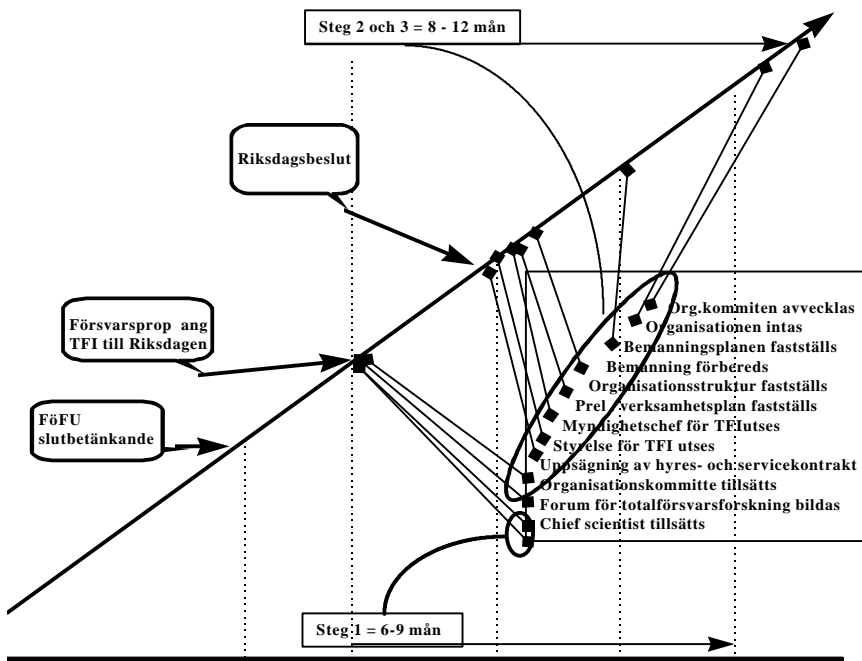 Steg 2 och 3 = 8 - 12 mån
Riksdagsbeslut
Försvarsprop ang
TFI till Riksdagen
FöFU
slutbetänkande
Org.kommiten avvecklas
Organisationen intas
Bemanningsplanen fastställs
Bemanning förbereds
Organisationsstruktur fastställs
Prel verksamhetsplan fastställs
Myndighetschef för TFIutses
Styrelse för TFI utses
Uppsägning av hyres- och servicekontrakt
Organisationskommitte tillsätts
Forum för totalförsvarsforskning bildas
Chief scientist tillsätts
Steg 1 = 6-9 mån